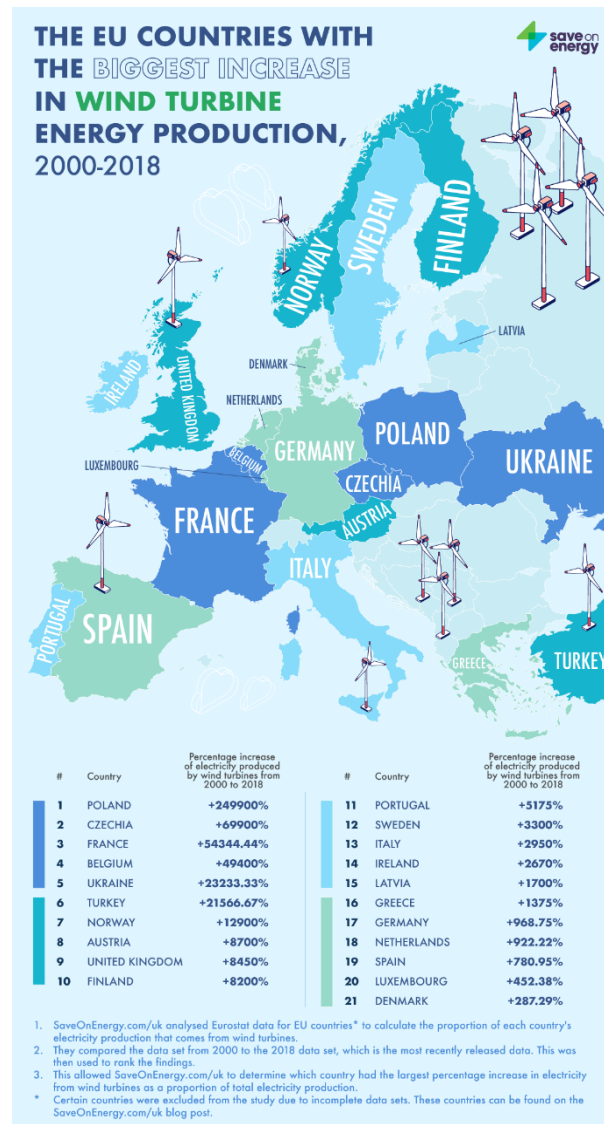 THE EU COUNTRIES WITH
THE BIGGEST INCREASE
IN WIND TURBINE
ENERGY PRODUCTION,
2000-2018
save on
energy
NORWAY
SWEDEN
FINLAND
LATVIA
IRELAND
UNITED KINGDOM
DENMARK
NETHERLANDS
GERMANY
POLAND
BELGIUM
LUXEMBOURG
CZECHIA
UKRAINE
FRANCE
AUSTRIA
ITALY
PORTUGAL
SPAIN
GREECE
TURKEY
# Country Percentage increase
of electricity produced
by wind turbines from
2000 to 2018
1 POLAND +249900%
2 CZECHIA +69900%
3 FRANCE +54344.44%
4 BELGIUM +49400%
5 UKRAINE +23233.33%
6 TURKEY +21566.67%
7 NORWAY +12900%
8 AUSTRIA +8700%
9 UNITED KINGDOM +8450%
10 FINLAND +8200%
# Country Percentage increase
of electricity produced
by wind turbines from
2000 to 2018
11 PORTUGAL +5175%
12 SWEDEN +3300%
13 ITALY +2950%
14 IRELAND +2670%
15 LATVIA +1700%
16 GREECE +1375%
17 GERMANY +968.75%
18 NETHERLANDS +922.22%
19 SPAIN +780.95%
20 LUXEMBOURG +452.38%
21 DENMARK +287.29%
1. SaveOnEnergy.com/uk analysed Eurostat data for EU countries* to calculate the proportion of each country's
electricity production that comes from wind turbines.
2. They compared the data set from 2000 to the 2018 data set, which is the most recently released data. This was
then used to rank the findings.
3. This allowed SaveOnEnergy.com/uk to determine which country had the largest percentage increase in electricity
from wind turbines as a proportion of total electricity production.
* Certain countries were excluded from the study due to incomplete data sets. These countries can be found on the
SaveOnEnergy.com/uk blog post.